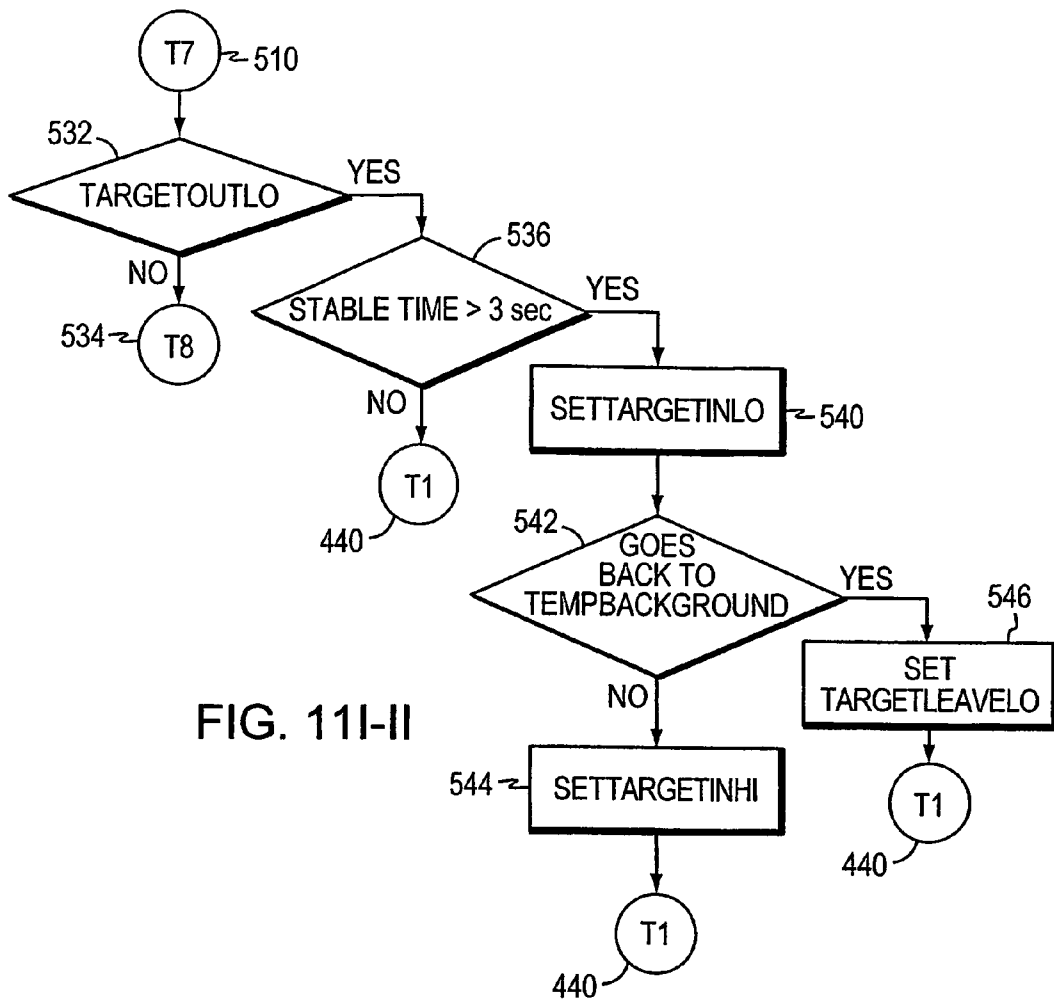 T7
510
532
TARGETOUTLO
YES
NO
534
T8
536
STABLE TIME > 3 sec
YES
NO
T1
440
SETTARGETINLO
540
542
GOES
BACK TO
TEMPBACKGROUND
YES
NO
546
SET
TARGETLEAVELO
T1
440
FIG. 11I-II
544
SETTARGETINHI
T1
440